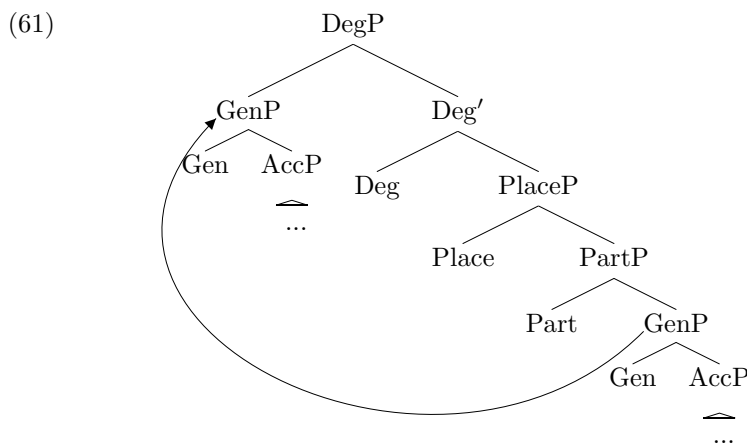 (61) DegP
GenP Deg′
Gen AccP Deg PlaceP
...
Place PartP
Part GenP
Gen AccP
...